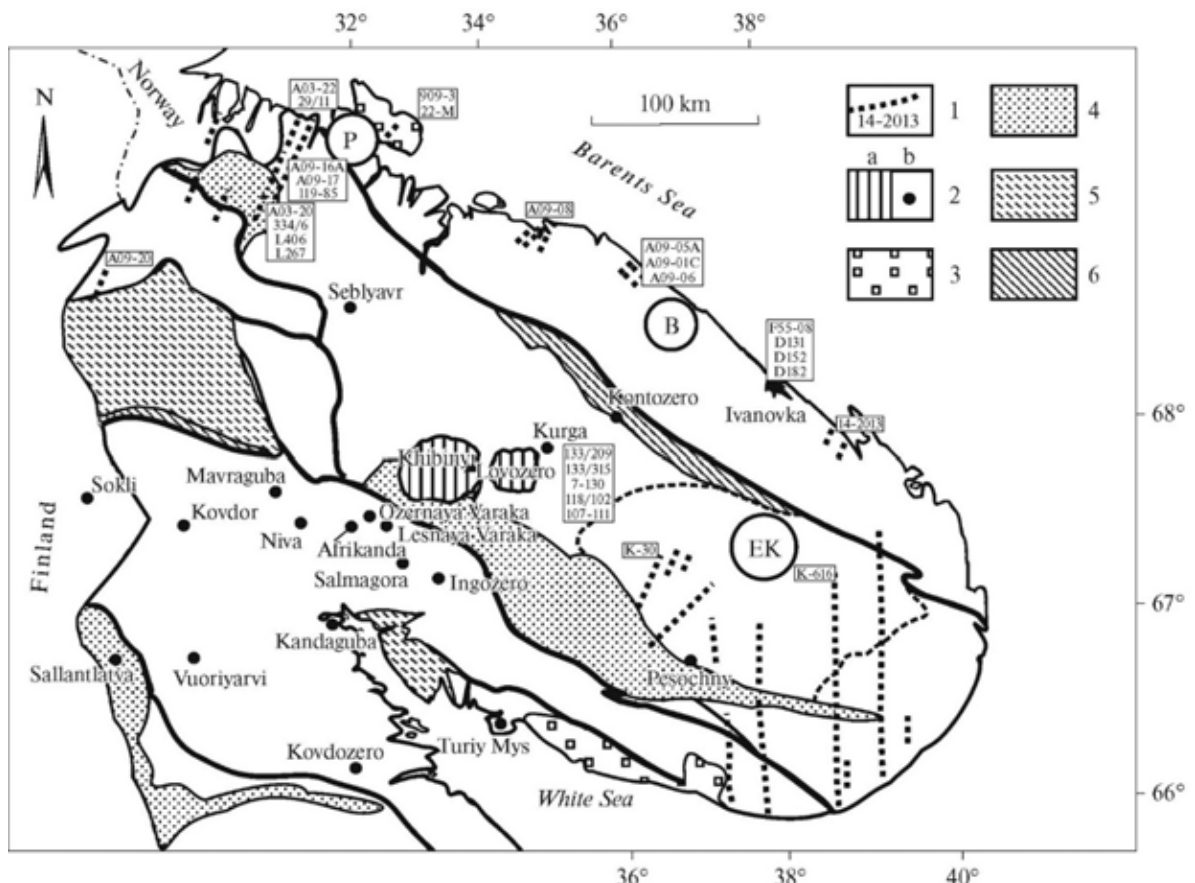 32° 34° 36° 38°
Norway
N
A03-22
29/11
909-3
22-M
P
100 km
Barents Sea
A09-16A
A09-17
119-85
A03-20
334/6
L406
L267
A09-08
A09-05A
A09-01C
A09-06
A09-20
Seblyavr
B
F55-08
D131
D152
D182
Ivanovka
14-2013
Kontozero
Kurga
Khibiny
Lovozero
133/209
133/315
7-130
118/102
107-111
Mavraguba
Sokli
Kovdor
Niva
Ozernaya Varaka
Afrikanda
Lesnaya Varaka
Salmagora
Ingozero
K-30
EK
K-616
Finland
Kandaguba
Sallantlatva
Vuoriyarvi
Pesochny
Kovdozero
Turiy Mys
White Sea
14-2013
1
a b
2
3
4
5
6
68°
67°
66°
36° 38° 40°